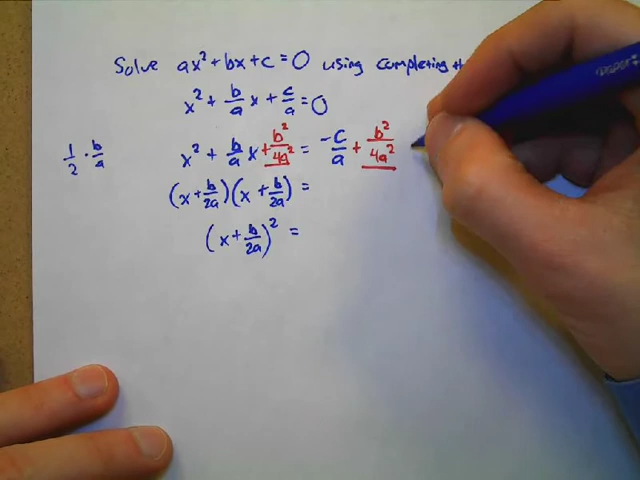 Solve ax² + bx + c = 0 using completing
x² + b/a x + c/a = 0
1/2 · b/a
x² + b/a x + b²/4a² = -c/a + b²/4a²
(x + b/2a)(x + b/2a) =
(x + b/2a)² =